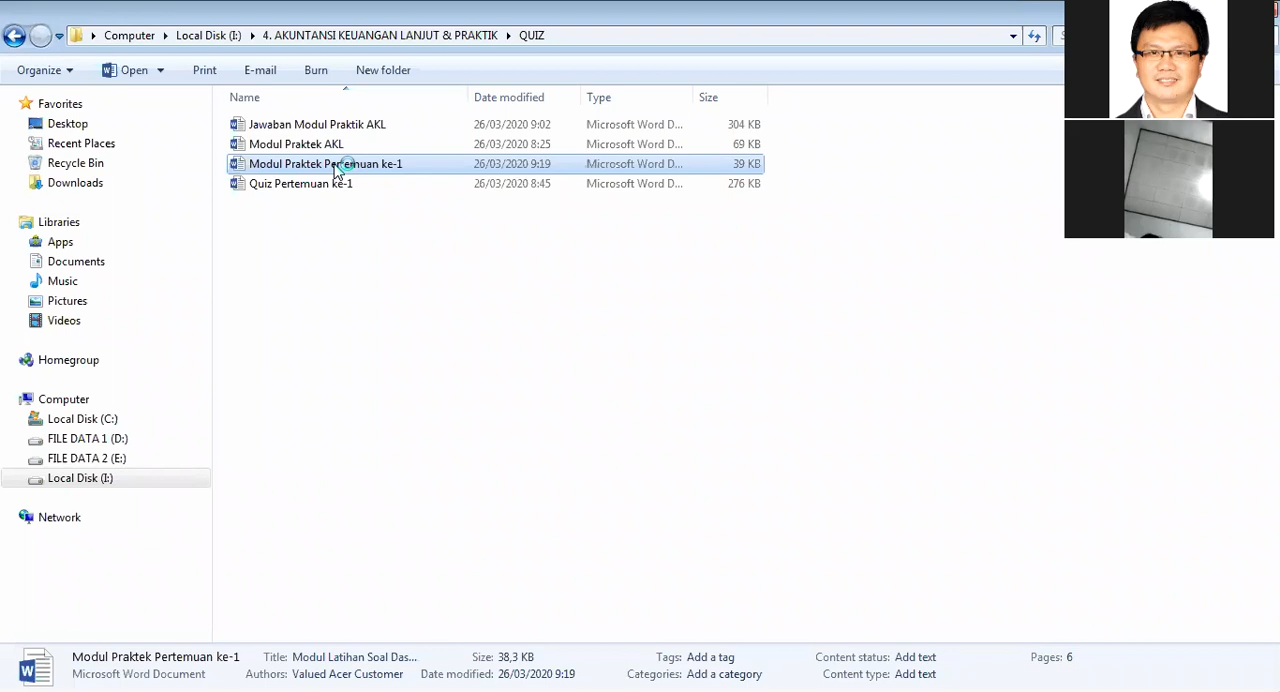 Computer Local Disk (I:) 4. AKUNTANSI KEUANGAN LANJUT & PRAKTIK QUIZ
Organize Open Print E-mail Burn New folder
Name Date modified Type Size
Favorites
Desktop
Recent Places
Recycle Bin
Downloads
Libraries
Apps
Documents
Music
Pictures
Videos
Homegroup
Computer
Local Disk (C:)
FILE DATA 1 (D:)
FILE DATA 2 (E:)
Local Disk (I:)
Network
Jawaban Modul Praktik AKL 26/03/2020 9:02 Microsoft Word D... 304 KB
Modul Praktek AKL 26/03/2020 8:25 Microsoft Word D... 69 KB
Modul Praktek Pertemuan ke-1 26/03/2020 9:19 Microsoft Word D... 39 KB
Quiz Pertemuan ke-1 26/03/2020 8:45 Microsoft Word D... 276 KB
Modul Praktek Pertemuan ke-1 Title: Modul Latihan Soal Das... Size: 38,3 KB Tags: Add a tag Content status: Add text Pages: 6
Microsoft Word Document Authors: Valued Acer Customer Date modified: 26/03/2020 9:19 Categories: Add a category Content type: Add text